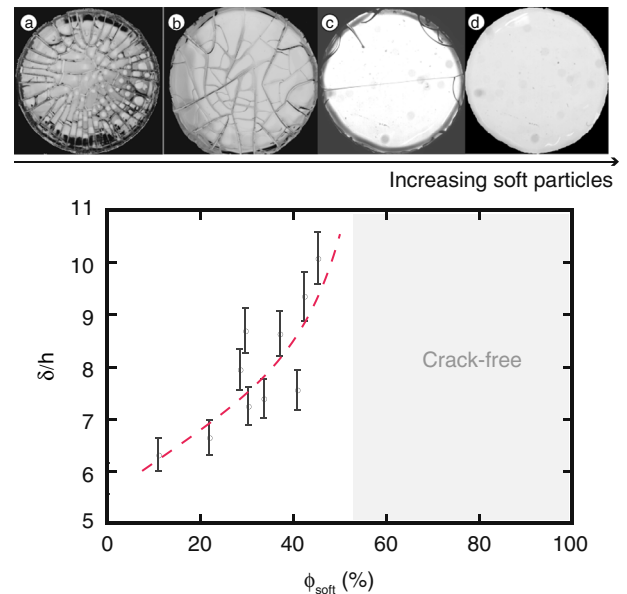 a b c d
Increasing soft particles
11
10
9
8
7
6
5
δ/h
Crack-free
0 20 40 60 80 100
ϕsoft (%)